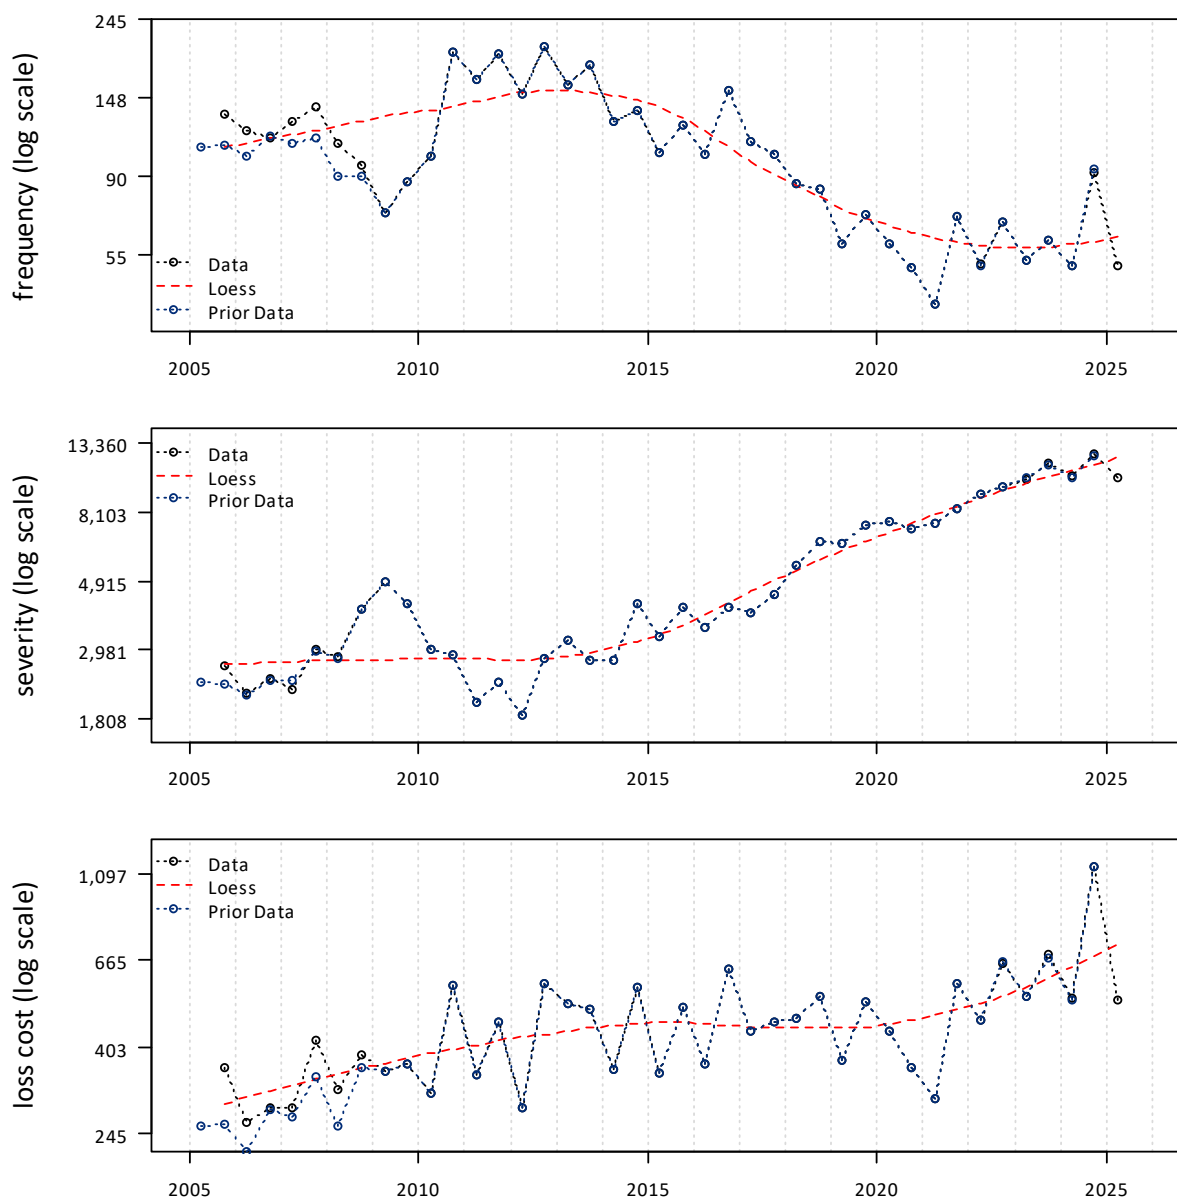 frequency (log scale)
245
148
90
55
Data
Loess
Prior Data
2005 2010 2015 2020 2025
severity (log scale)
13,360
8,103
4,915
2,981
1,808
Data
Loess
Prior Data
2005 2010 2015 2020 2025
loss cost (log scale)
1,097
665
403
245
Data
Loess
Prior Data
2005 2010 2015 2020 2025